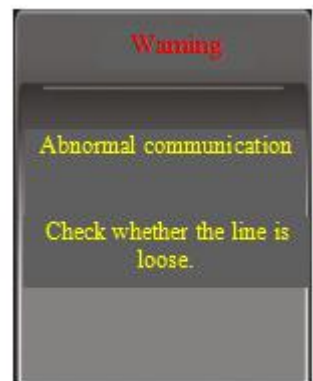 Warning
Abnormal communication
Check whether the line is
loose.